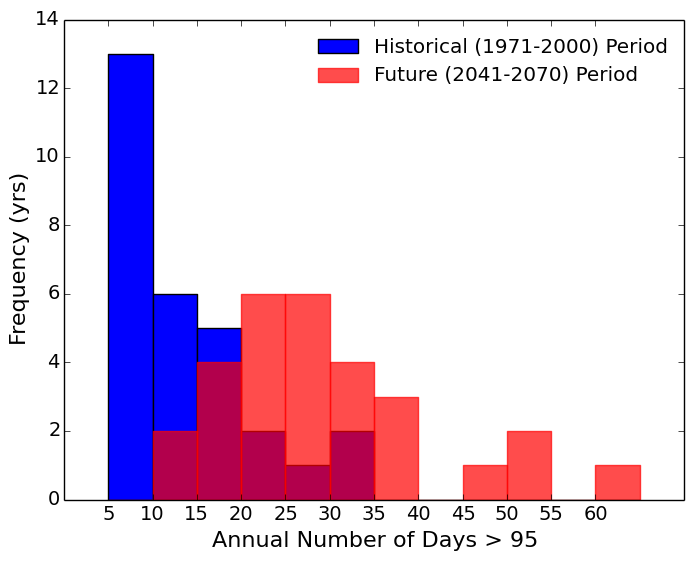 Historical (1971-2000) Period
Future (2041-2070) Period
Frequency (yrs)
14
12
10
8
6
4
2
0
5 10 15 20 25 30 35 40 45 50 55 60
Annual Number of Days > 95